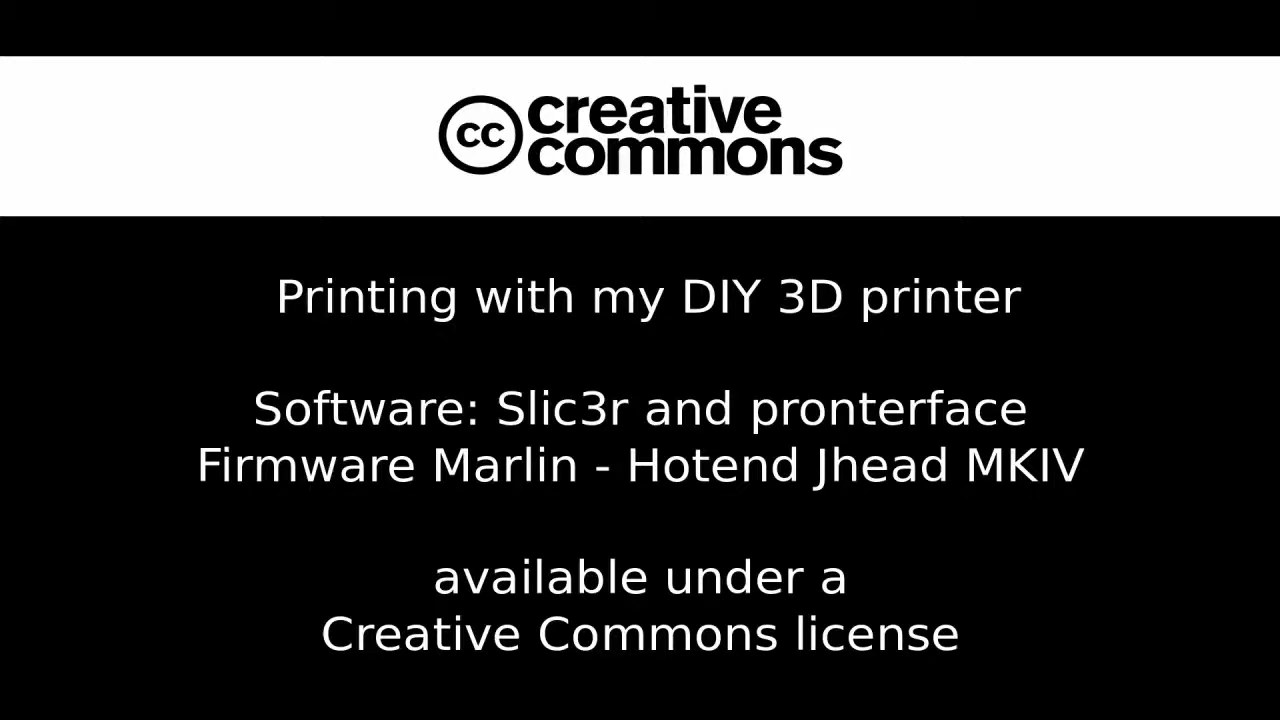 cc creative
commons
Printing with my DIY 3D printer
Software: Slic3r and pronterface
Firmware Marlin - Hotend Jhead MKIV
available under a
Creative Commons license